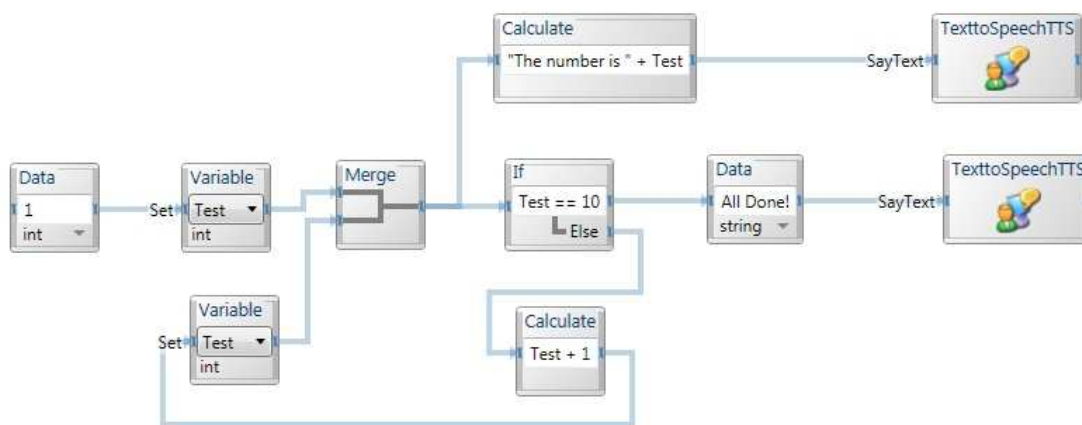 Calculate
"The number is " + Test
SayText
TexttoSpeechTTS
Data
1
int
Set
Variable
Test
int
Merge
If
Test == 10
Else
Data
All Done!
string
SayText
TexttoSpeechTTS
Set
Variable
Test
int
Calculate
Test + 1